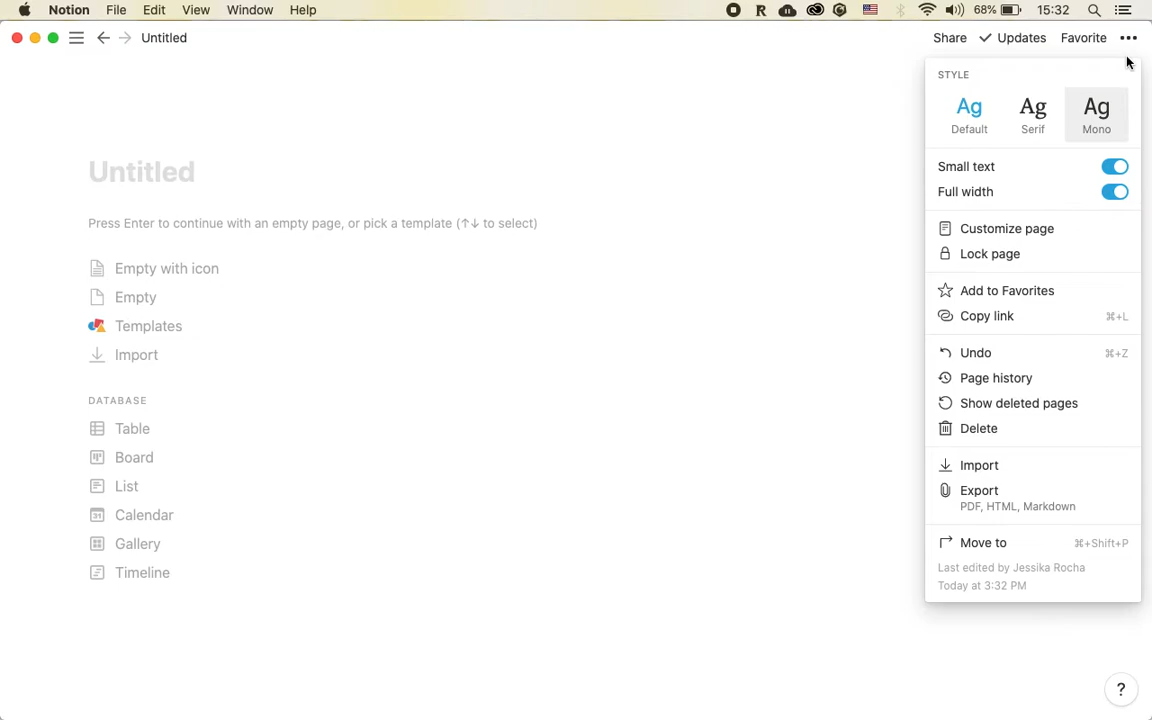 Notion File Edit View Window Help R 68% 15:32
Untitled Share Updates Favorite •••
STYLE
Ag Ag Ag
Default Serif Mono
Small text
Full width
Customize page
Lock page
Add to Favorites
Copy link ⌘+L
Undo ⌘+Z
Page history
Show deleted pages
Delete
Import
Export
PDF, HTML, Markdown
Move to ⌘+Shift+P
Last edited by Jessika Rocha
Today at 3:32 PM
Untitled
Press Enter to continue with an empty page, or pick a template (↑↓ to select)
Empty with icon
Empty
Templates
Import
DATABASE
Table
Board
List
31 Calendar
Gallery
Timeline
?